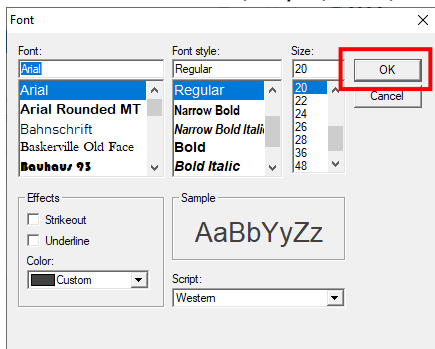 Font
Font:
Arial
Arial
Arial Rounded MT
Bahnschrift
Baskerville Old Face
Bauhaus 93
Font style:
Regular
Regular
Narrow Bold
Narrow Bold Itali
Bold
Bold Italic
Size:
20
20
22
24
26
28
36
48
OK
Cancel
Effects
Strikeout
Underline
Color:
Custom
Sample
AaBbYyZz
Script:
Western